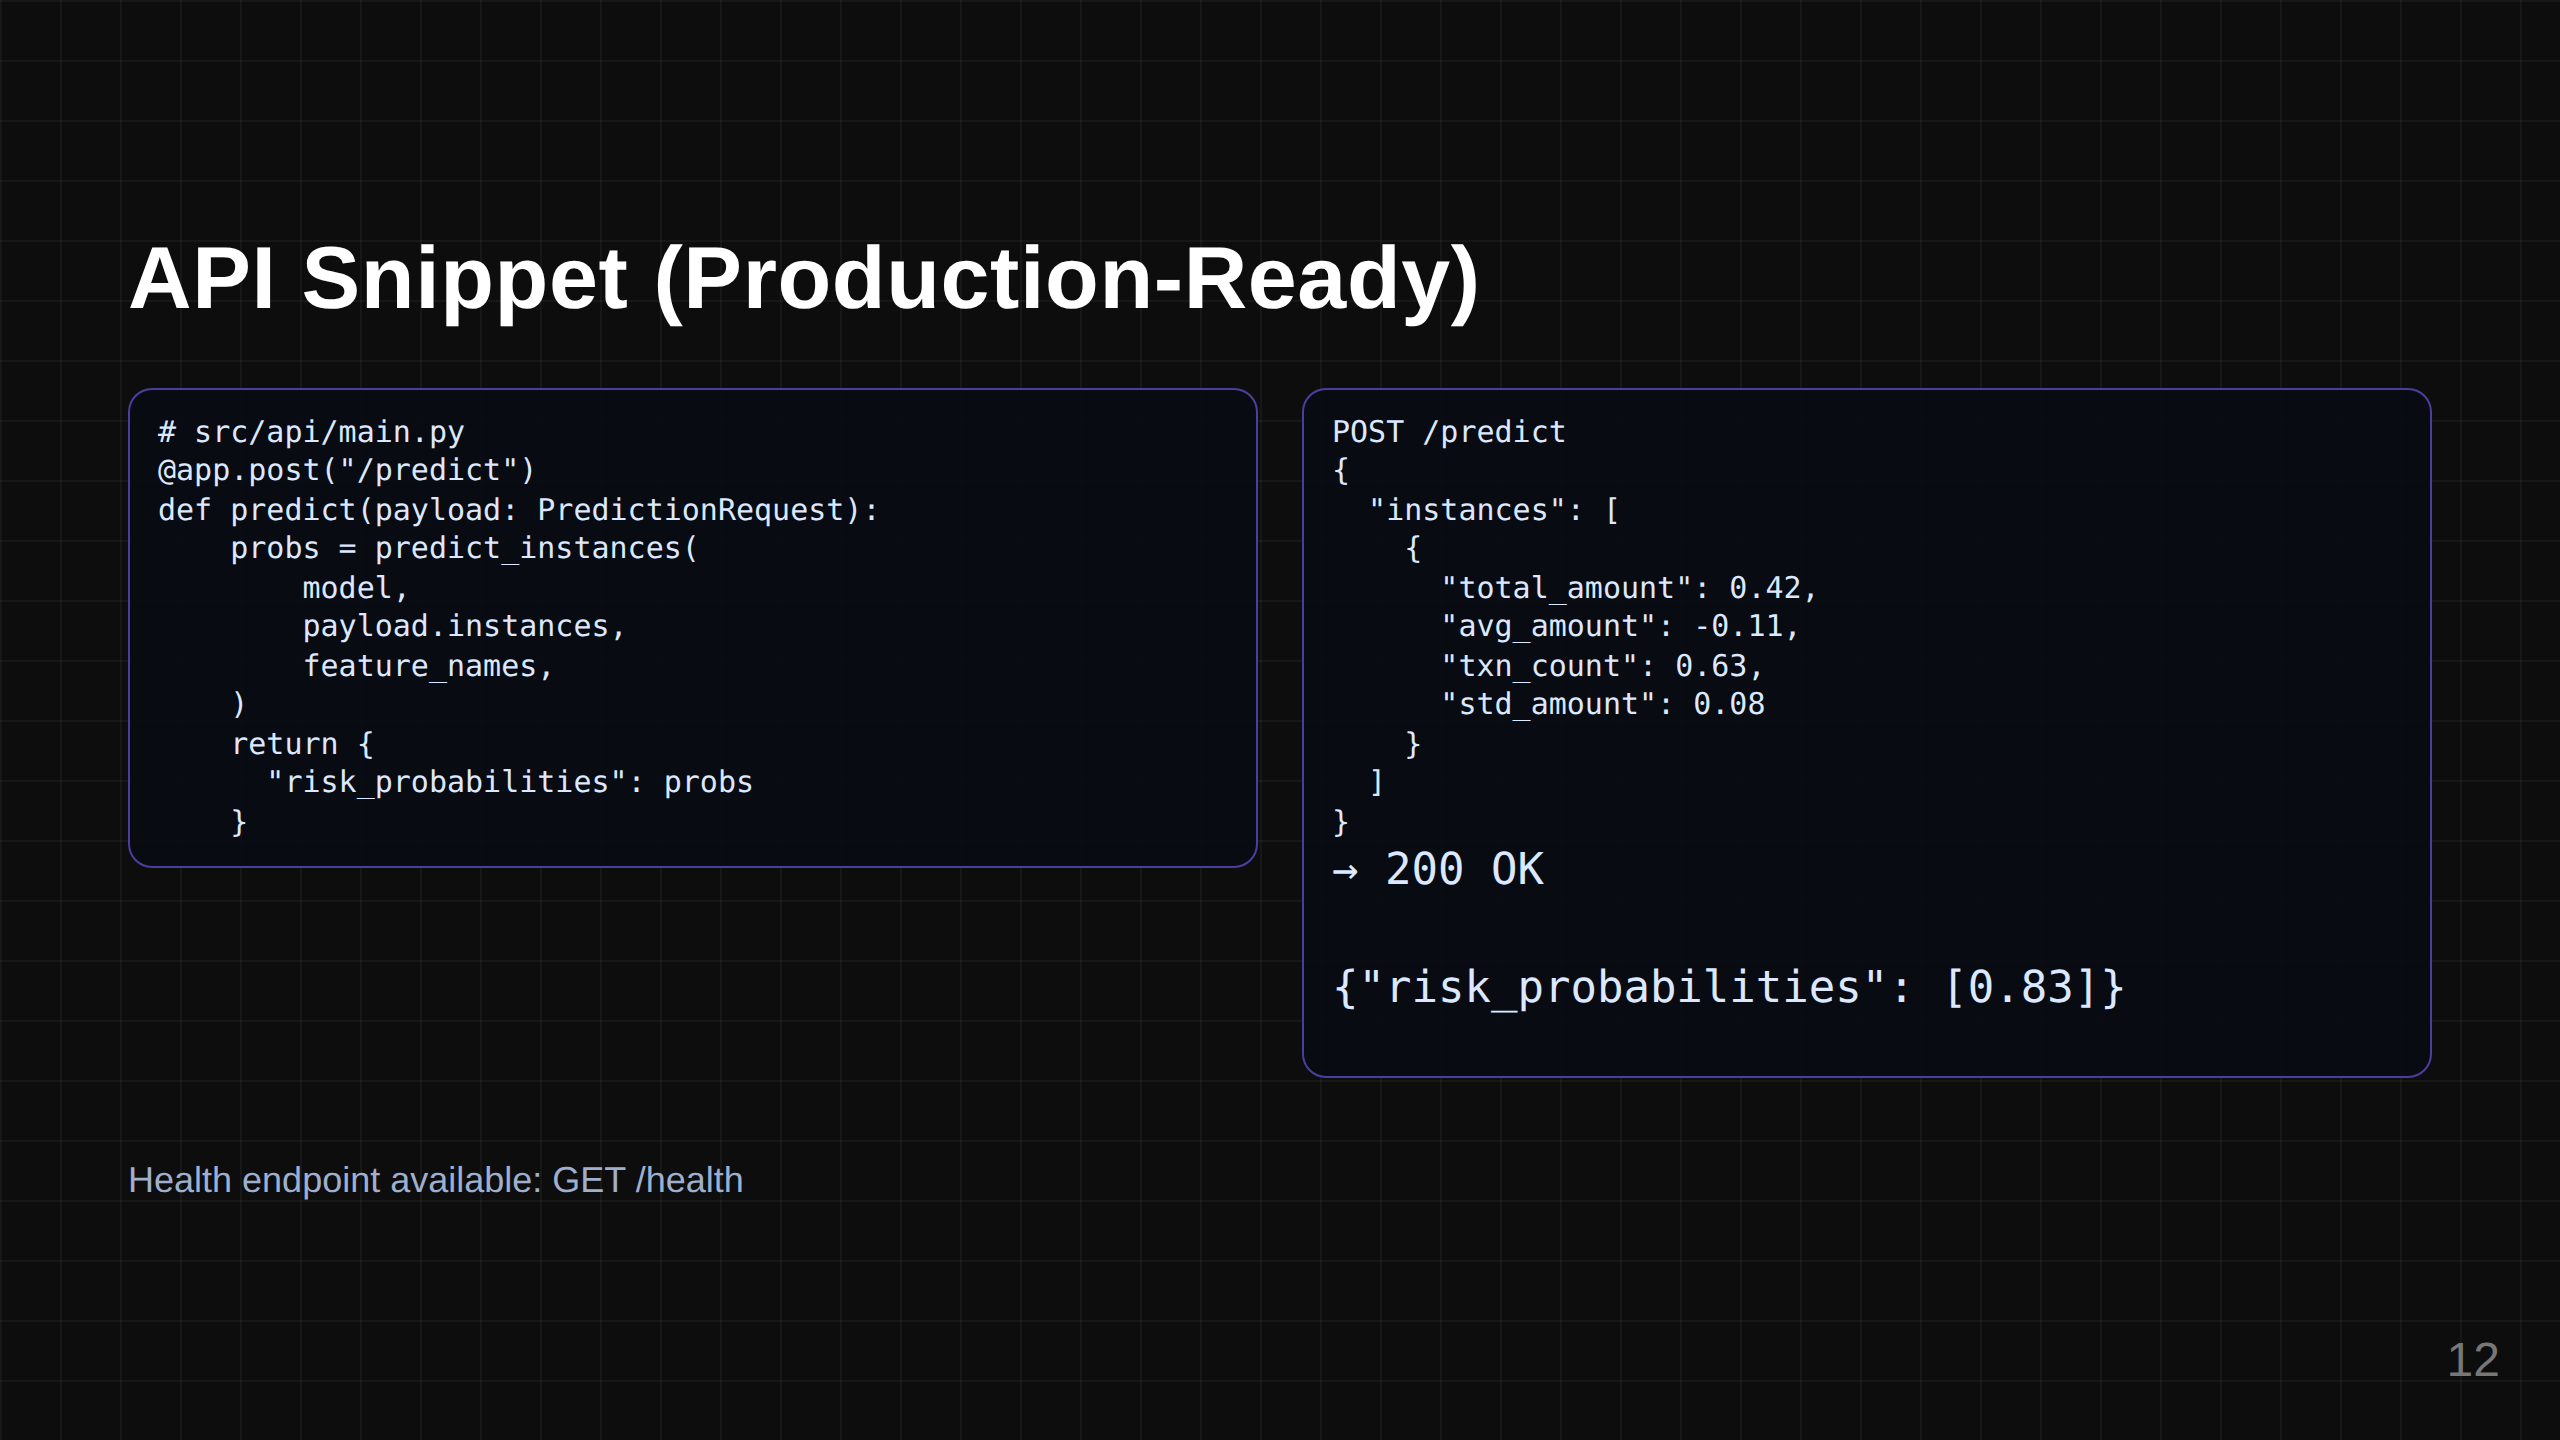 API Snippet (Production-Ready)
# src/api/main.py
@app.post("/predict")
def predict(payload: PredictionRequest):
    probs = predict_instances(
        model,
        payload.instances,
        feature_names,
    )
    return {
      "risk_probabilities": probs
    }
POST /predict
{
  "instances": [
    {
      "total_amount": 0.42,
      "avg_amount": -0.11,
      "txn_count": 0.63,
      "std_amount": 0.08
    }
  ]
}
→ 200 OK
{"risk_probabilities": [0.83]}
Health endpoint available: GET /health
12